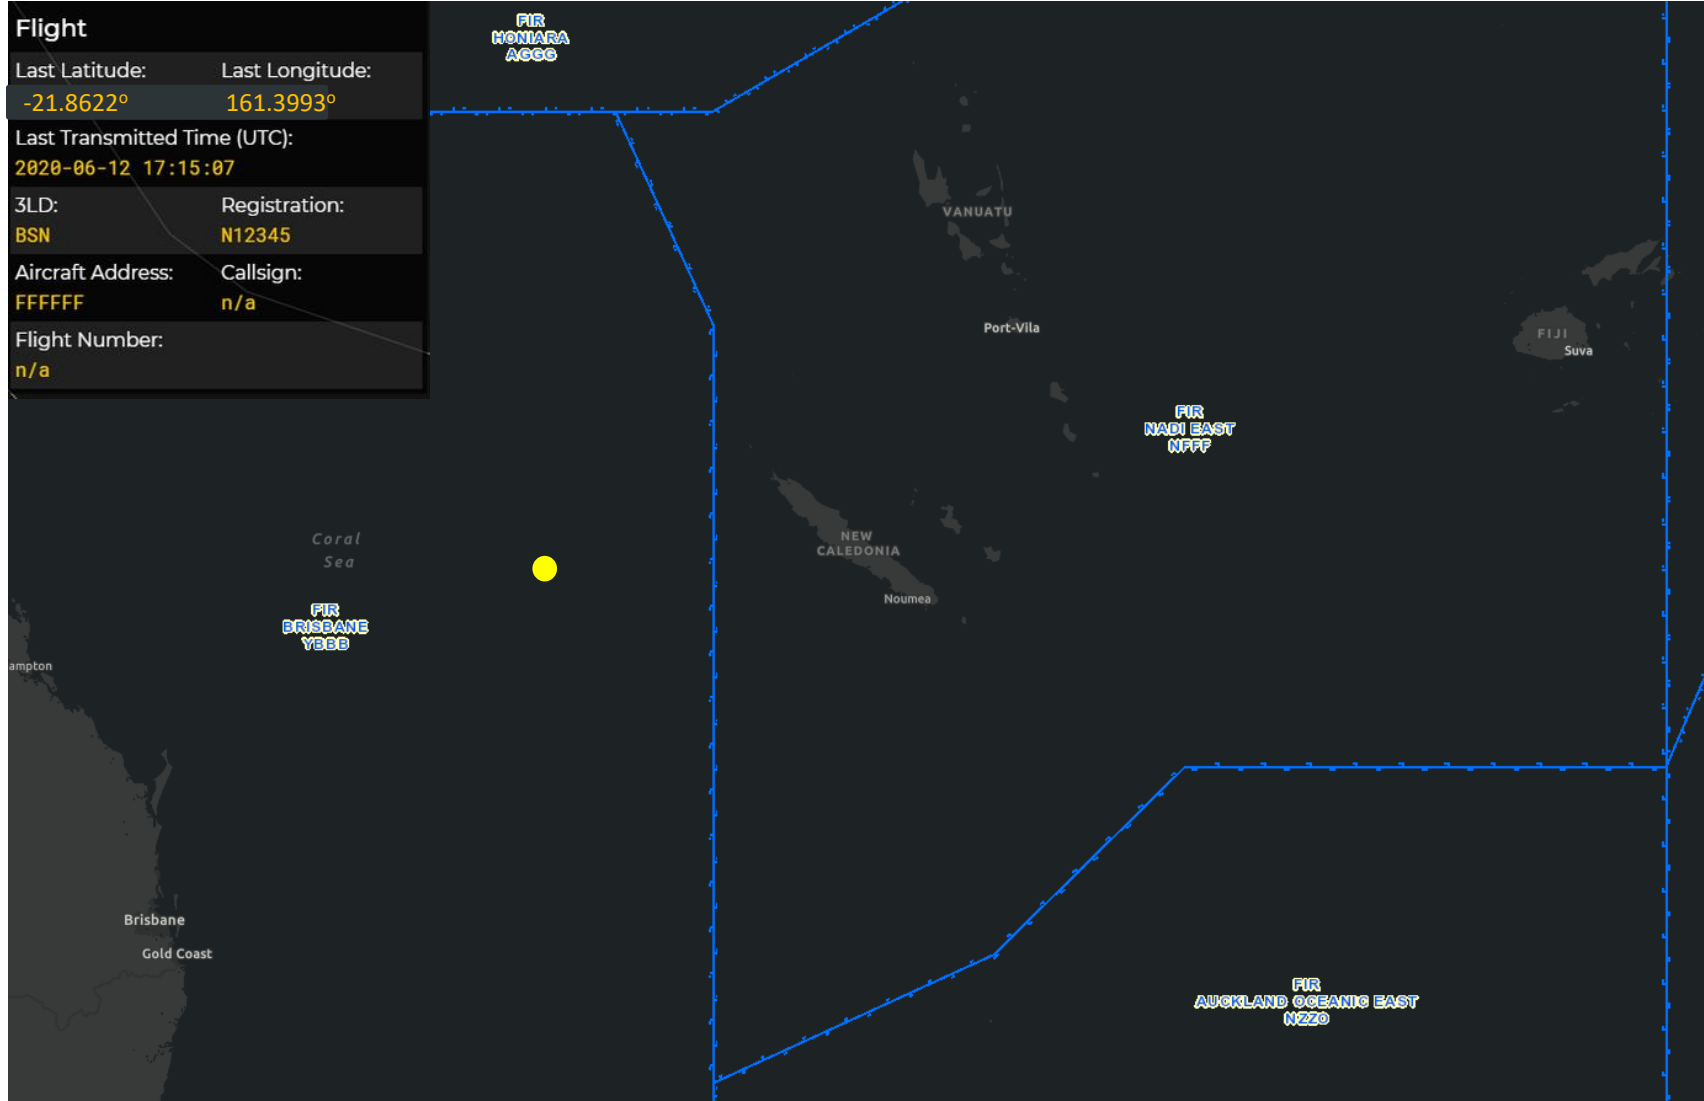 Flight
Last Latitude: Last Longitude:
-21.8622º 161.3993º
Last Transmitted Time (UTC):
2020-06-12 17:15:07
3LD: Registration:
BSN N12345
Aircraft Address: Callsign:
FFFFFF n/a
Flight Number:
n/a
FIR
HONIARA
AGGG
VANUATU
Port-Vila
FIJI
Suva
FIR
NADI EAST
NFFF
Coral
Sea
NEW
CALEDONIA
Noumea
FIR
BRISBANE
YBBB
ampton
Brisbane
Gold Coast
FIR
AUCKLAND OCEANIC EAST
NZZO